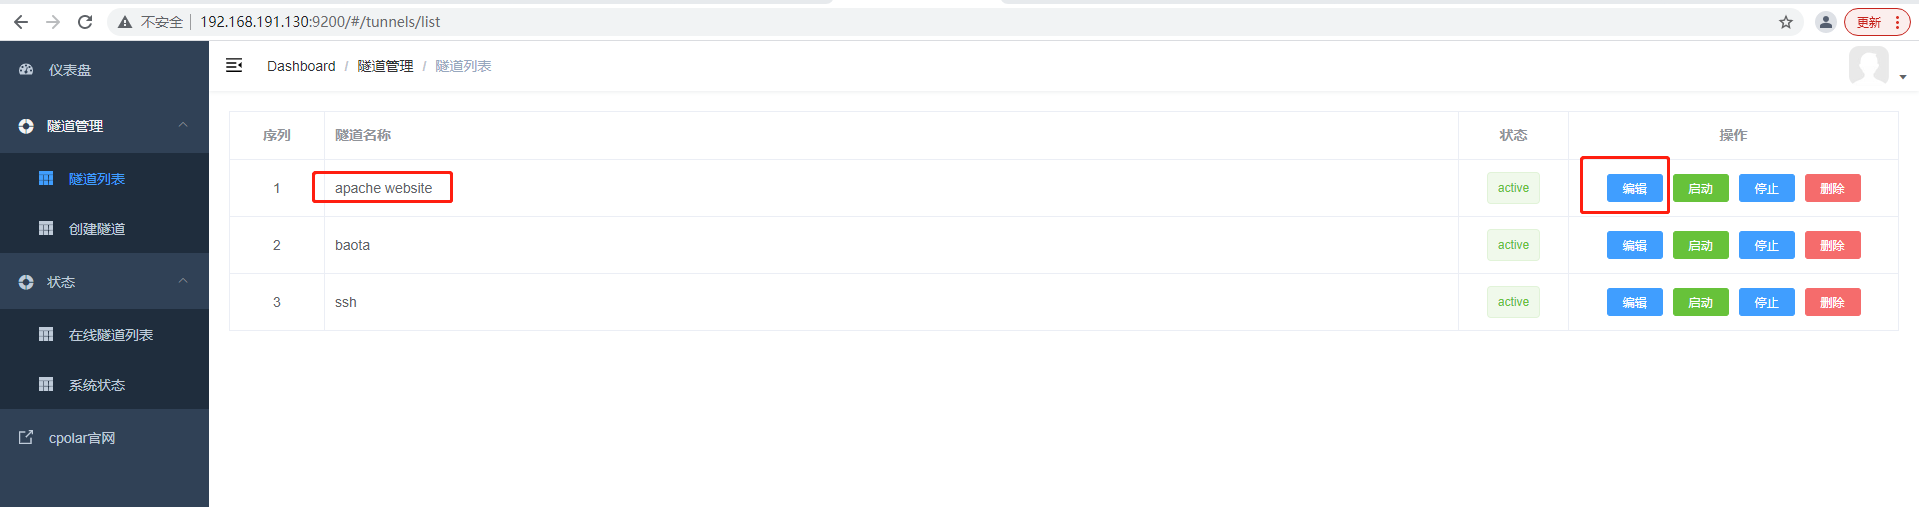 不安全 192.168.191.130:9200/#/tunnels/list 更新
仪表盘
隧道管理
隧道列表
创建隧道
状态
在线隧道列表
系统状态
cpolar官网
Dashboard / 隧道管理 / 隧道列表
序列 隧道名称 状态 操作
1 apache website active 编辑 启动 停止 删除
2 baota active 编辑 启动 停止 删除
3 ssh active 编辑 启动 停止 删除